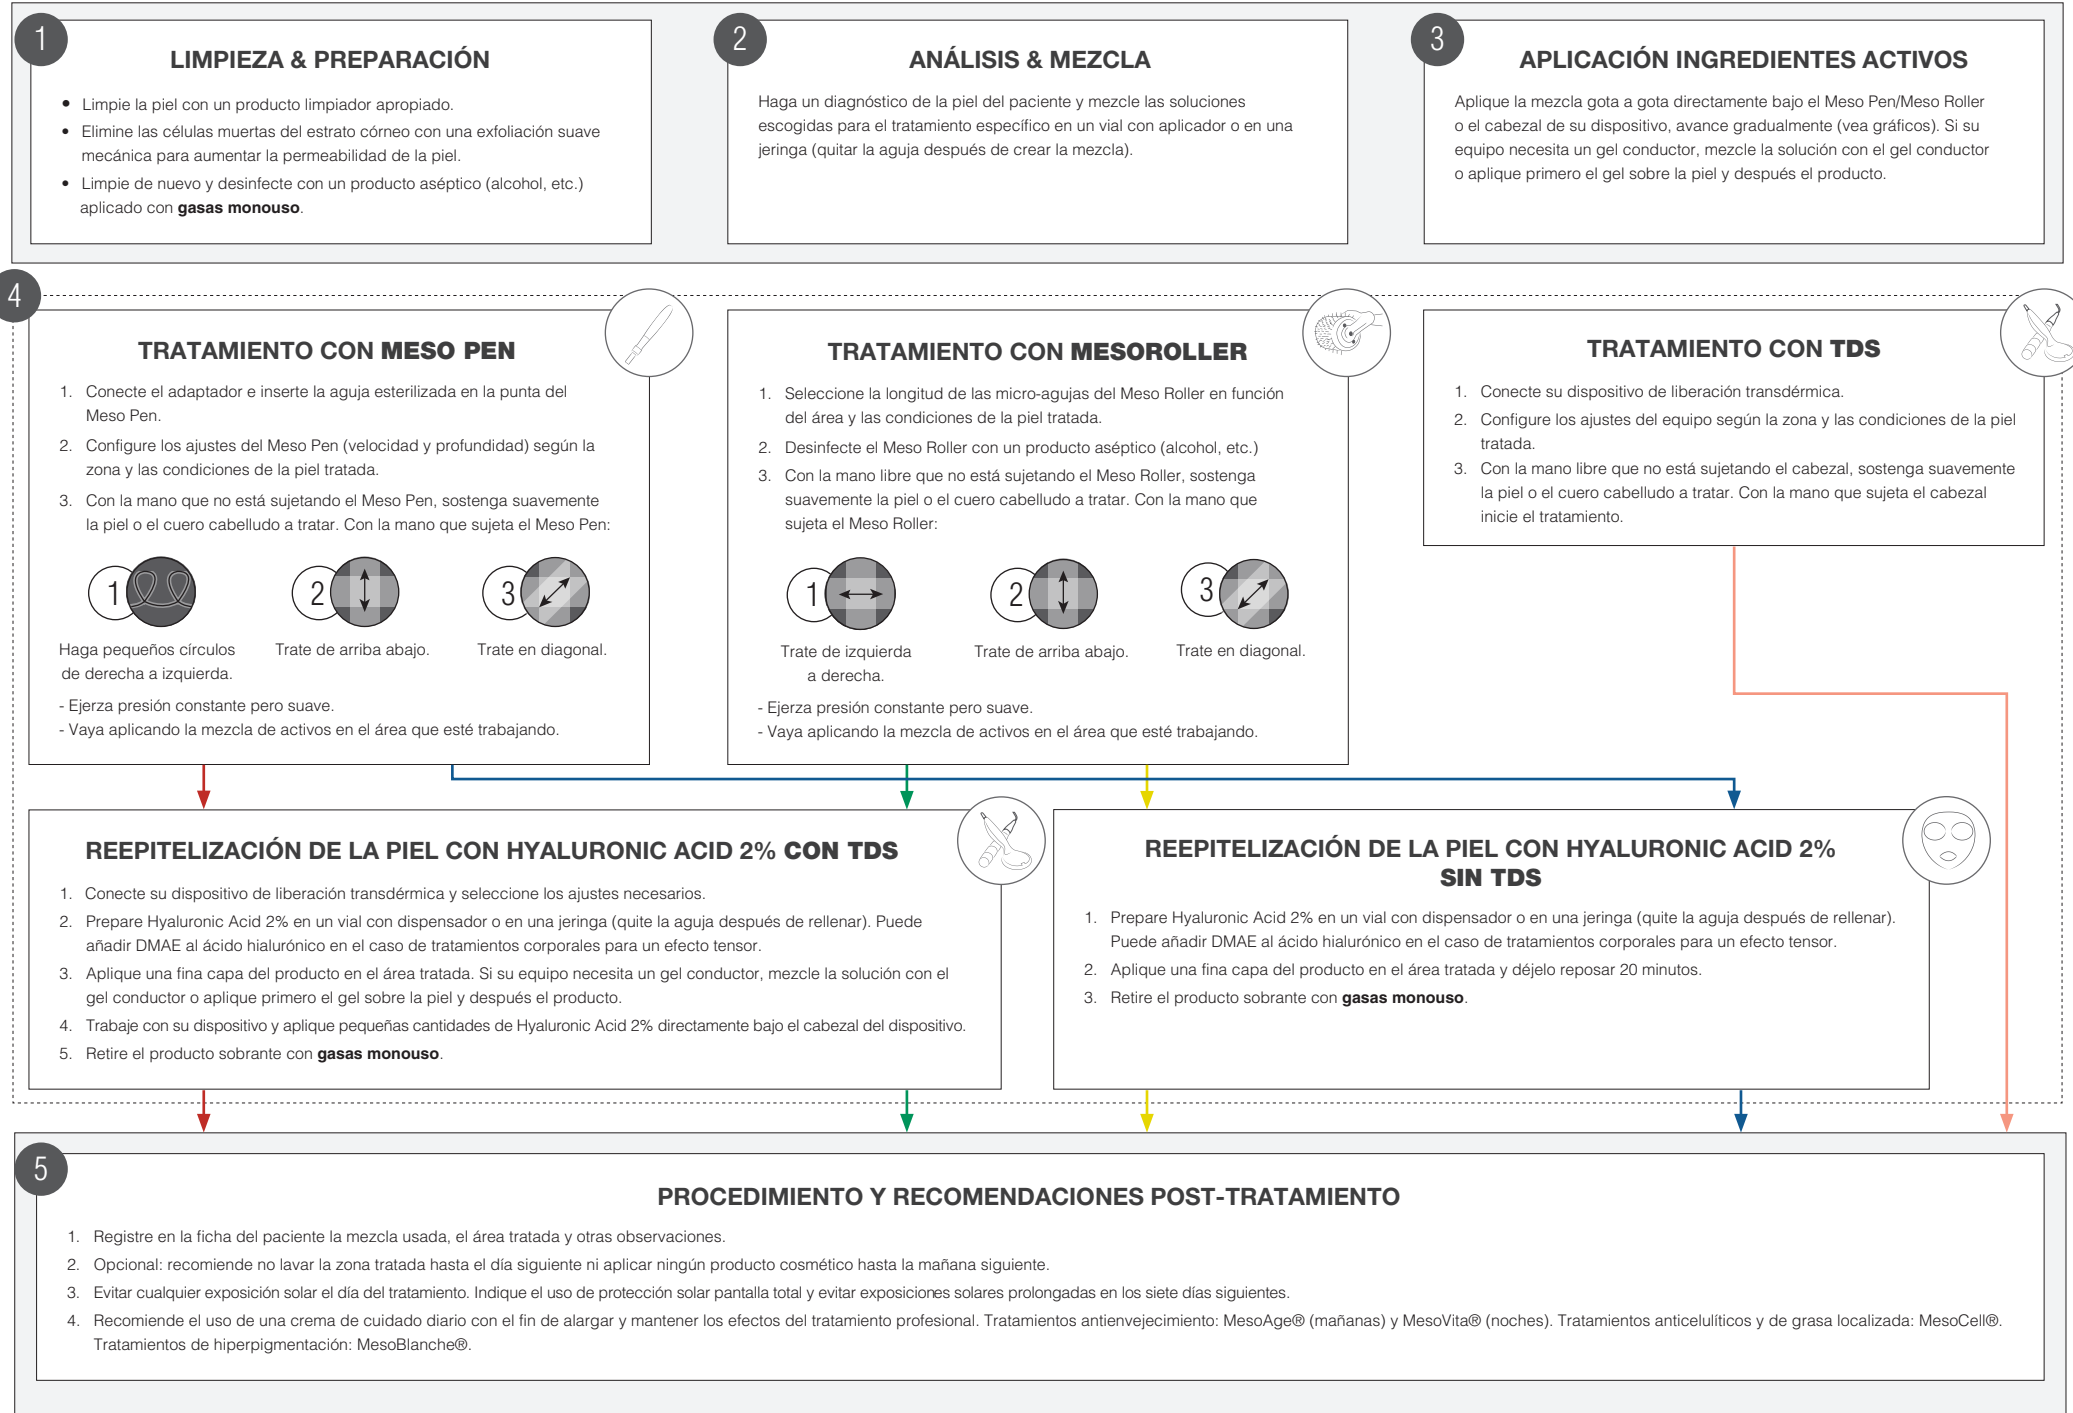 1
LIMPIEZA & PREPARACIÓN
• Limpie la piel con un producto limpiador apropiado.
• Elimine las células muertas del estrato córneo con una exfoliación suave
mecánica para aumentar la permeabilidad de la piel.
• Limpie de nuevo y desinfecte con un producto aséptico (alcohol, etc.)
aplicado con gasas monouso.
2
ANÁLISIS & MEZCLA
Haga un diagnóstico de la piel del paciente y mezcle las soluciones
escogidas para el tratamiento específico en un vial con aplicador o en una
jeringa (quitar la aguja después de crear la mezcla).
3
APLICACIÓN INGREDIENTES ACTIVOS
Aplique la mezcla gota a gota directamente bajo el Meso Pen/Meso Roller
o el cabezal de su dispositivo, avance gradualmente (vea gráficos). Si su
equipo necesita un gel conductor, mezcle la solución con el gel conductor
o aplique primero el gel sobre la piel y después el producto.
4
TRATAMIENTO CON MESO PEN
1. Conecte el adaptador e inserte la aguja esterilizada en la punta del
Meso Pen.
2. Configure los ajustes del Meso Pen (velocidad y profundidad) según la
zona y las condiciones de la piel tratada.
3. Con la mano que no está sujetando el Meso Pen, sostenga suavemente
la piel o el cuero cabelludo a tratar. Con la mano que sujeta el Meso Pen:
1
Haga pequeños círculos
de derecha a izquierda.
2
Trate de arriba abajo.
3
Trate en diagonal.
- Ejerza presión constante pero suave.
- Vaya aplicando la mezcla de activos en el área que esté trabajando.
TRATAMIENTO CON MESOROLLER
1. Seleccione la longitud de las micro-agujas del Meso Roller en función
del área y las condiciones de la piel tratada.
2. Desinfecte el Meso Roller con un producto aséptico (alcohol, etc.)
3. Con la mano libre que no está sujetando el Meso Roller, sostenga
suavemente la piel o el cuero cabelludo a tratar. Con la mano que
sujeta el Meso Roller:
1
Trate de izquierda
a derecha.
2
Trate de arriba abajo.
3
Trate en diagonal.
- Ejerza presión constante pero suave.
- Vaya aplicando la mezcla de activos en el área que esté trabajando.
TRATAMIENTO CON TDS
1. Conecte su dispositivo de liberación transdérmica.
2. Configure los ajustes del equipo según la zona y las condiciones de la piel
tratada.
3. Con la mano libre que no está sujetando el cabezal, sostenga suavemente
la piel o el cuero cabelludo a tratar. Con la mano que sujeta el cabezal
inicie el tratamiento.
REEPITELIZACIÓN DE LA PIEL CON HYALURONIC ACID 2% CON TDS
1. Conecte su dispositivo de liberación transdérmica y seleccione los ajustes necesarios.
2. Prepare Hyaluronic Acid 2% en un vial con dispensador o en una jeringa (quite la aguja después de rellenar). Puede
añadir DMAE al ácido hialurónico en el caso de tratamientos corporales para un efecto tensor.
3. Aplique una fina capa del producto en el área tratada. Si su equipo necesita un gel conductor, mezcle la solución con el
gel conductor o aplique primero el gel sobre la piel y después el producto.
4. Trabaje con su dispositivo y aplique pequeñas cantidades de Hyaluronic Acid 2% directamente bajo el cabezal del dispositivo.
5. Retire el producto sobrante con gasas monouso.
REEPITELIZACIÓN DE LA PIEL CON HYALURONIC ACID 2%
SIN TDS
1. Prepare Hyaluronic Acid 2% en un vial con dispensador o en una jeringa (quite la aguja después de rellenar).
Puede añadir DMAE al ácido hialurónico en el caso de tratamientos corporales para un efecto tensor.
2. Aplique una fina capa del producto en el área tratada y déjelo reposar 20 minutos.
3. Retire el producto sobrante con gasas monouso.
5
PROCEDIMIENTO Y RECOMENDACIONES POST-TRATAMIENTO
1. Registre en la ficha del paciente la mezcla usada, el área tratada y otras observaciones.
2. Opcional: recomiende no lavar la zona tratada hasta el día siguiente ni aplicar ningún producto cosmético hasta la mañana siguiente.
3. Evitar cualquier exposición solar el día del tratamiento. Indique el uso de protección solar pantalla total y evitar exposiciones solares prolongadas en los siete días siguientes.
4. Recomiende el uso de una crema de cuidado diario con el fin de alargar y mantener los efectos del tratamiento profesional. Tratamientos antienvejecimiento: MesoAge® (mañanas) y MesoVita® (noches). Tratamientos anticelulíticos y de grasa localizada: MesoCell®.
Tratamientos de hiperpigmentación: MesoBlanche®.